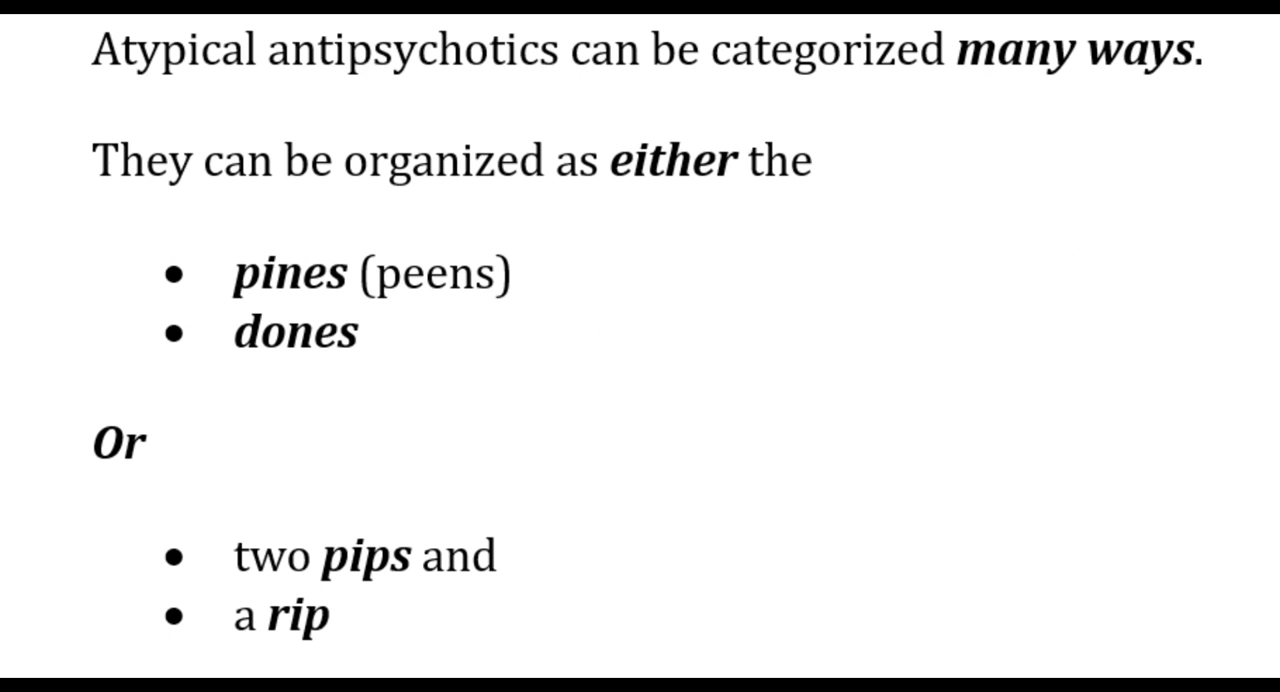 Atypical antipsychotics can be categorized many ways.
They can be organized as either the
• pines (peens)
• dones
Or
• two pips and
• a rip